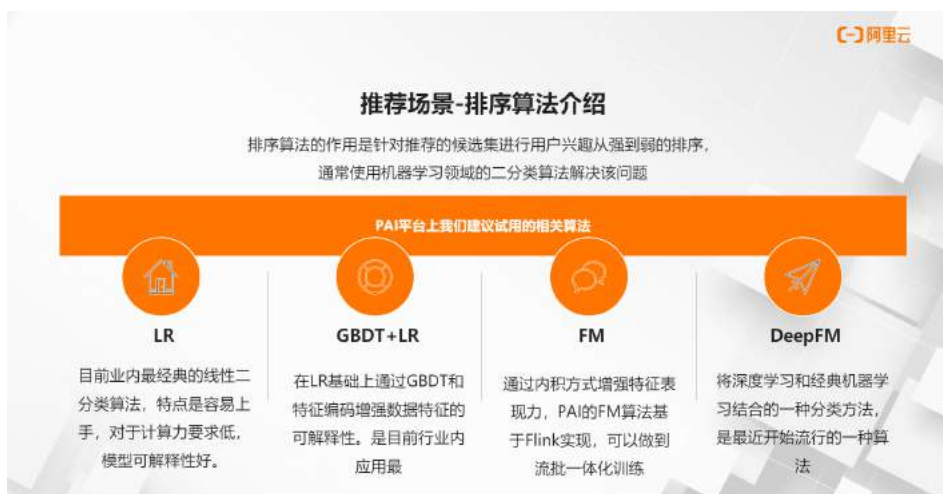 阿里云
推荐场景-排序算法介绍
排序算法的作用是针对推荐的候选集进行用户兴趣从强到弱的排序，
通常使用机器学习领域的二分类算法解决该问题
PAI平台上我们建议试用的相关算法
LR
目前业内最经典的线性二
分类算法，特点是容易上
手，对于计算力要求低，
模型可解释性好。
GBDT+LR
在LR基础上通过GBDT和
特征编码增强数据特征的
可解释性。是目前行业内
应用最
FM
通过内积方式增强特征表
现力，PAI的FM算法基
于Flink实现，可以做到
流批一体化训练
DeepFM
将深度学习和经典机器学
习结合的一种分类方法，
是最近开始流行的一种算
法